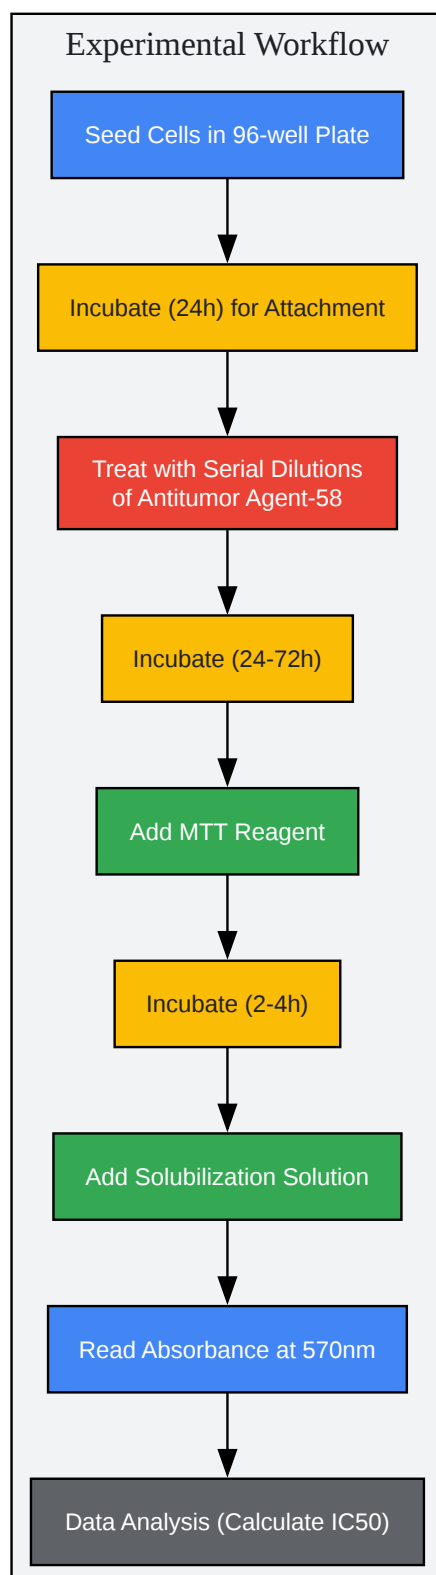 Experimental Workflow
Seed Cells in 96-well Plate
Incubate (24h) for Attachment
Treat with Serial Dilutions
of Antitumor Agent-58
Incubate (24-72h)
Add MTT Reagent
Incubate (2-4h)
Add Solubilization Solution
Read Absorbance at 570nm
Data Analysis (Calculate IC50)